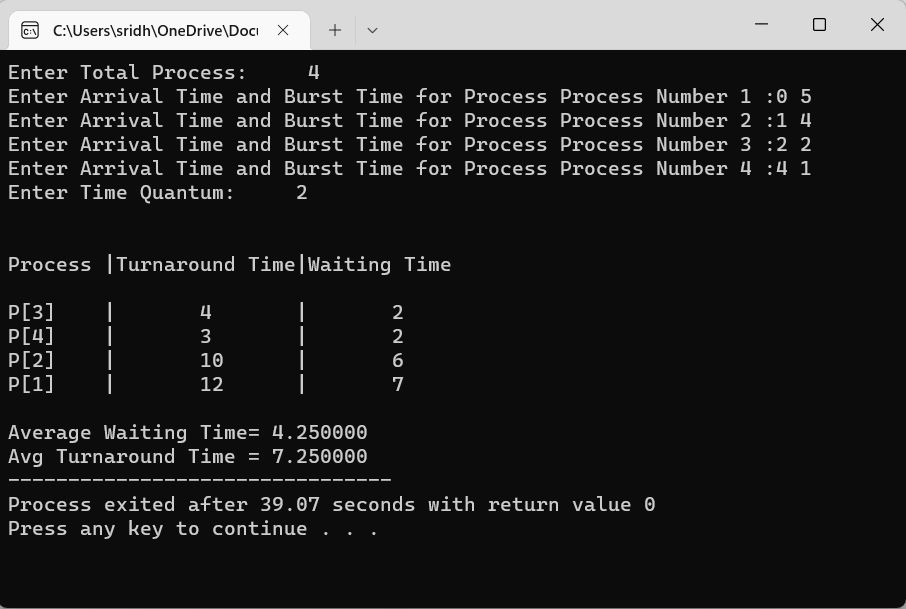 C:\Users\sridh\OneDrive\Docu
Enter Total Process:     4
Enter Arrival Time and Burst Time for Process Process Number 1 :0 5
Enter Arrival Time and Burst Time for Process Process Number 2 :1 4
Enter Arrival Time and Burst Time for Process Process Number 3 :2 2
Enter Arrival Time and Burst Time for Process Process Number 4 :4 1
Enter Time Quantum:     2
Process |Turnaround Time|Waiting Time
P[3]    |       4       |       2
P[4]    |       3       |       2
P[2]    |       10      |       6
P[1]    |       12      |       7
Average Waiting Time= 4.250000
Avg Turnaround Time = 7.250000
--------------------------------
Process exited after 39.07 seconds with return value 0
Press any key to continue . . .